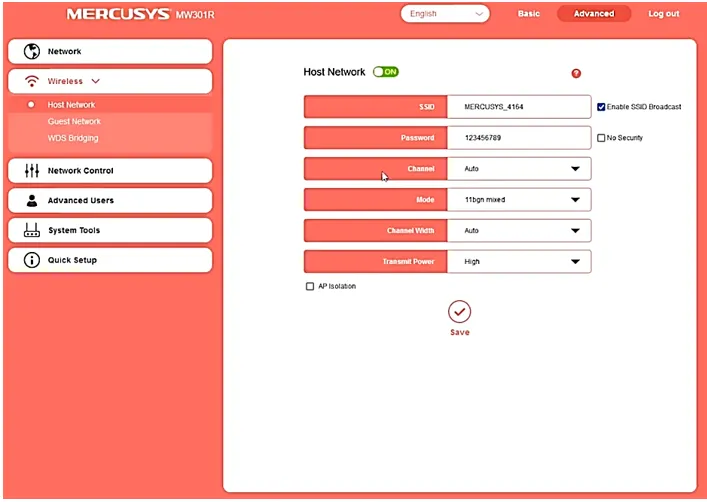 MERCUSYS MW301R
English
Basic
Advanced
Log out
Network
Wireless
Host Network
Guest Network
WDS Bridging
Network Control
Advanced Users
System Tools
Quick Setup
Host Network ON ?
SSID MERCUSYS_4164 Enable SSID Broadcast
Password 123456789 No Security
Channel Auto
Mode 11bgn mixed
Channel Width Auto
Transmit Power High
AP Isolation
Save